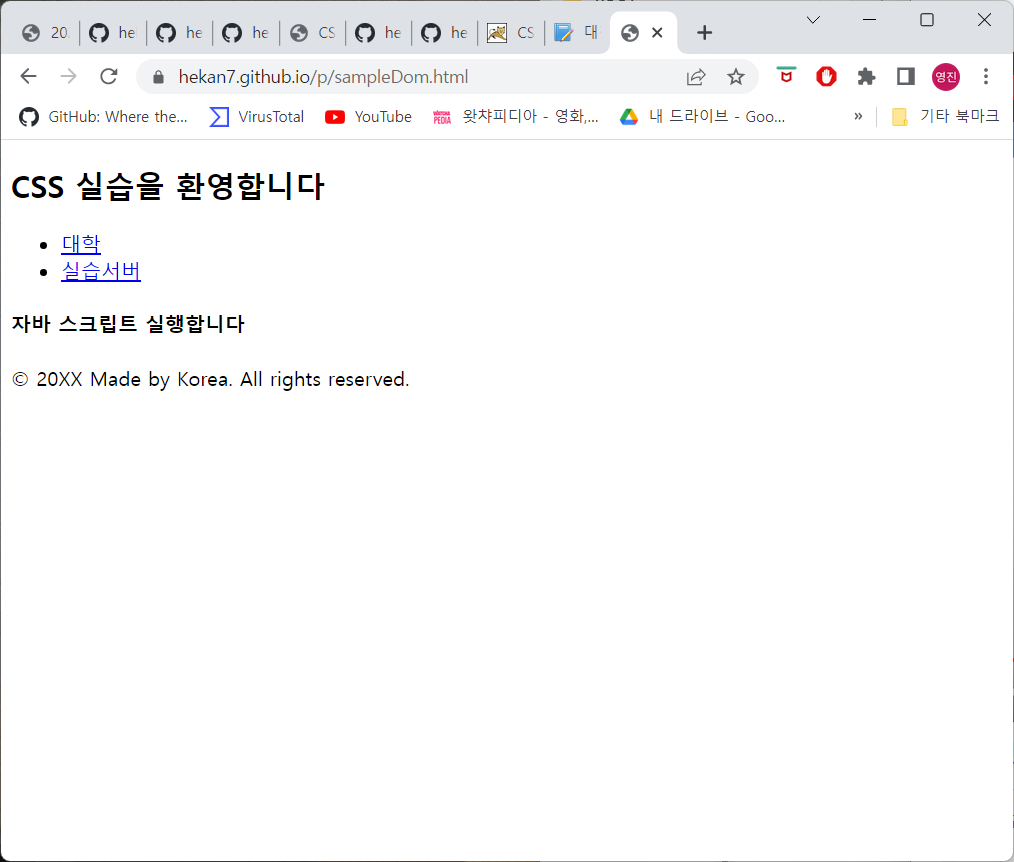 20 he he he CS he he CS 대
hekan7.github.io/p/sampleDom.html 영진
GitHub: Where the... VirusTotal YouTube WATCHA PEDIA 왓챠피디아 - 영화,... 내 드라이브 - Goo... » 기타 북마크
CSS 실습을 환영합니다
• 대학
• 실습서버
자바 스크립트 실행합니다
© 20XX Made by Korea. All rights reserved.